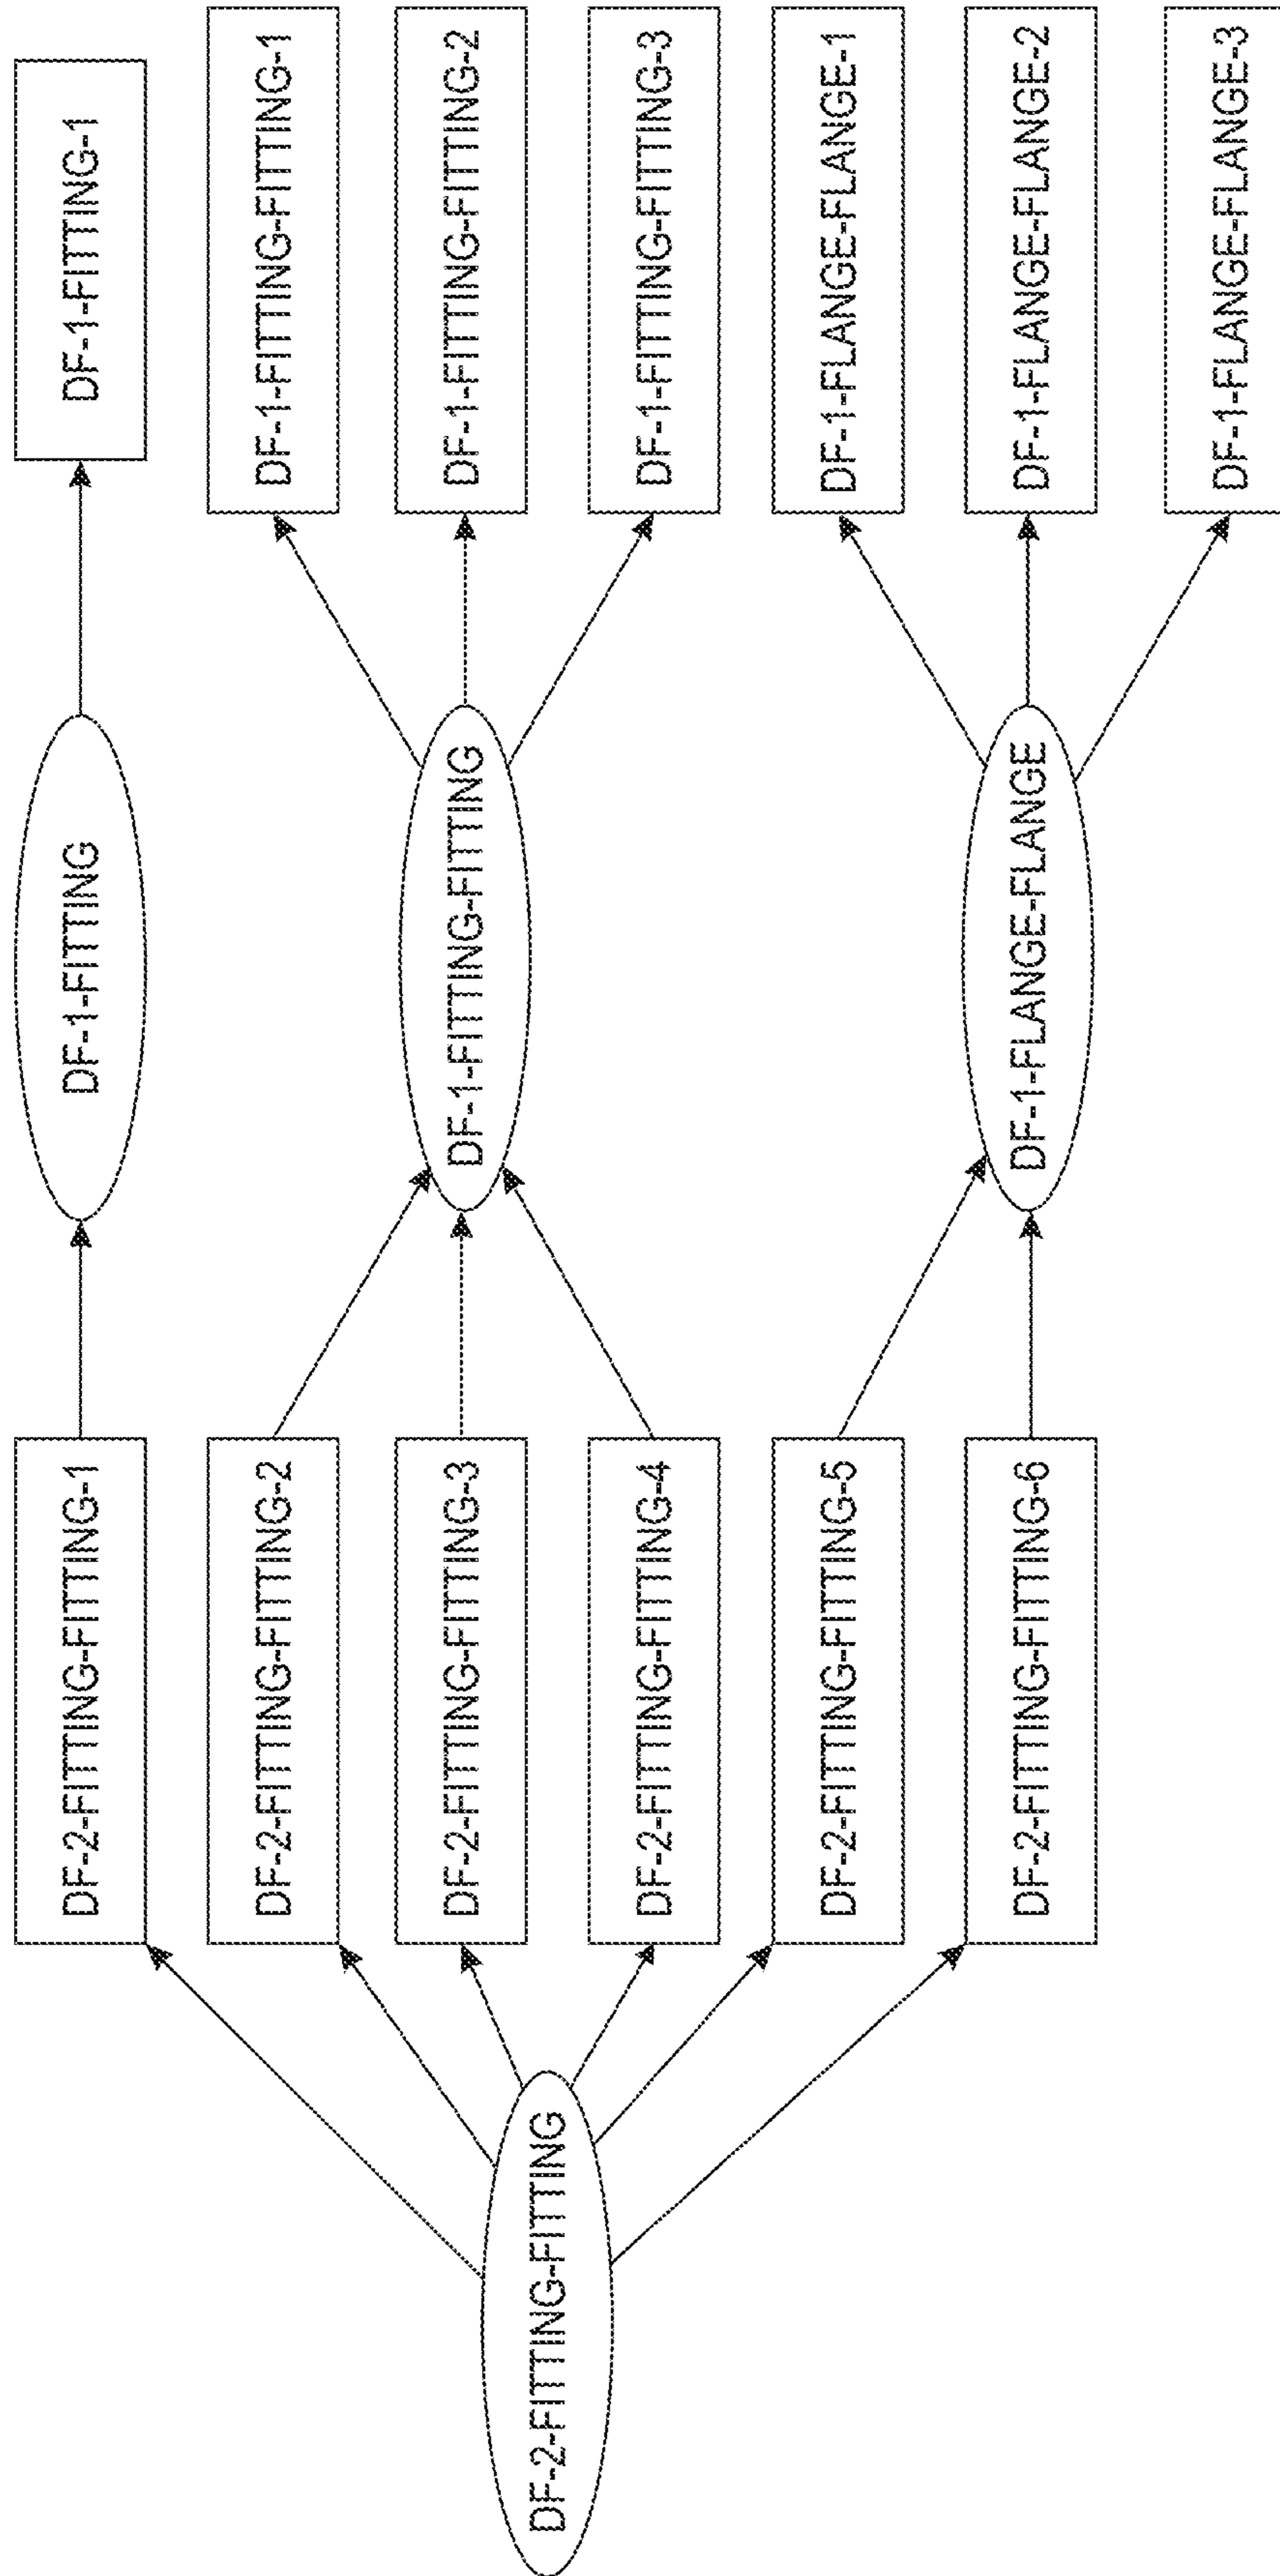 DF-2-FITTING-FITTING
DF-2-FITTING-FITTING-1
DF-2-FITTING-FITTING-2
DF-2-FITTING-FITTING-3
DF-2-FITTING-FITTING-4
DF-2-FITTING-FITTING-5
DF-2-FITTING-FITTING-6
DF-1-FITTING
DF-1-FITTING-FITTING
DF-1-FLANGE-FLANGE
DF-1-FITTING-1
DF-1-FITTING-FITTING-1
DF-1-FITTING-FITTING-2
DF-1-FITTING-FITTING-3
DF-1-FLANGE-FLANGE-1
DF-1-FLANGE-FLANGE-2
DF-1-FLANGE-FLANGE-3